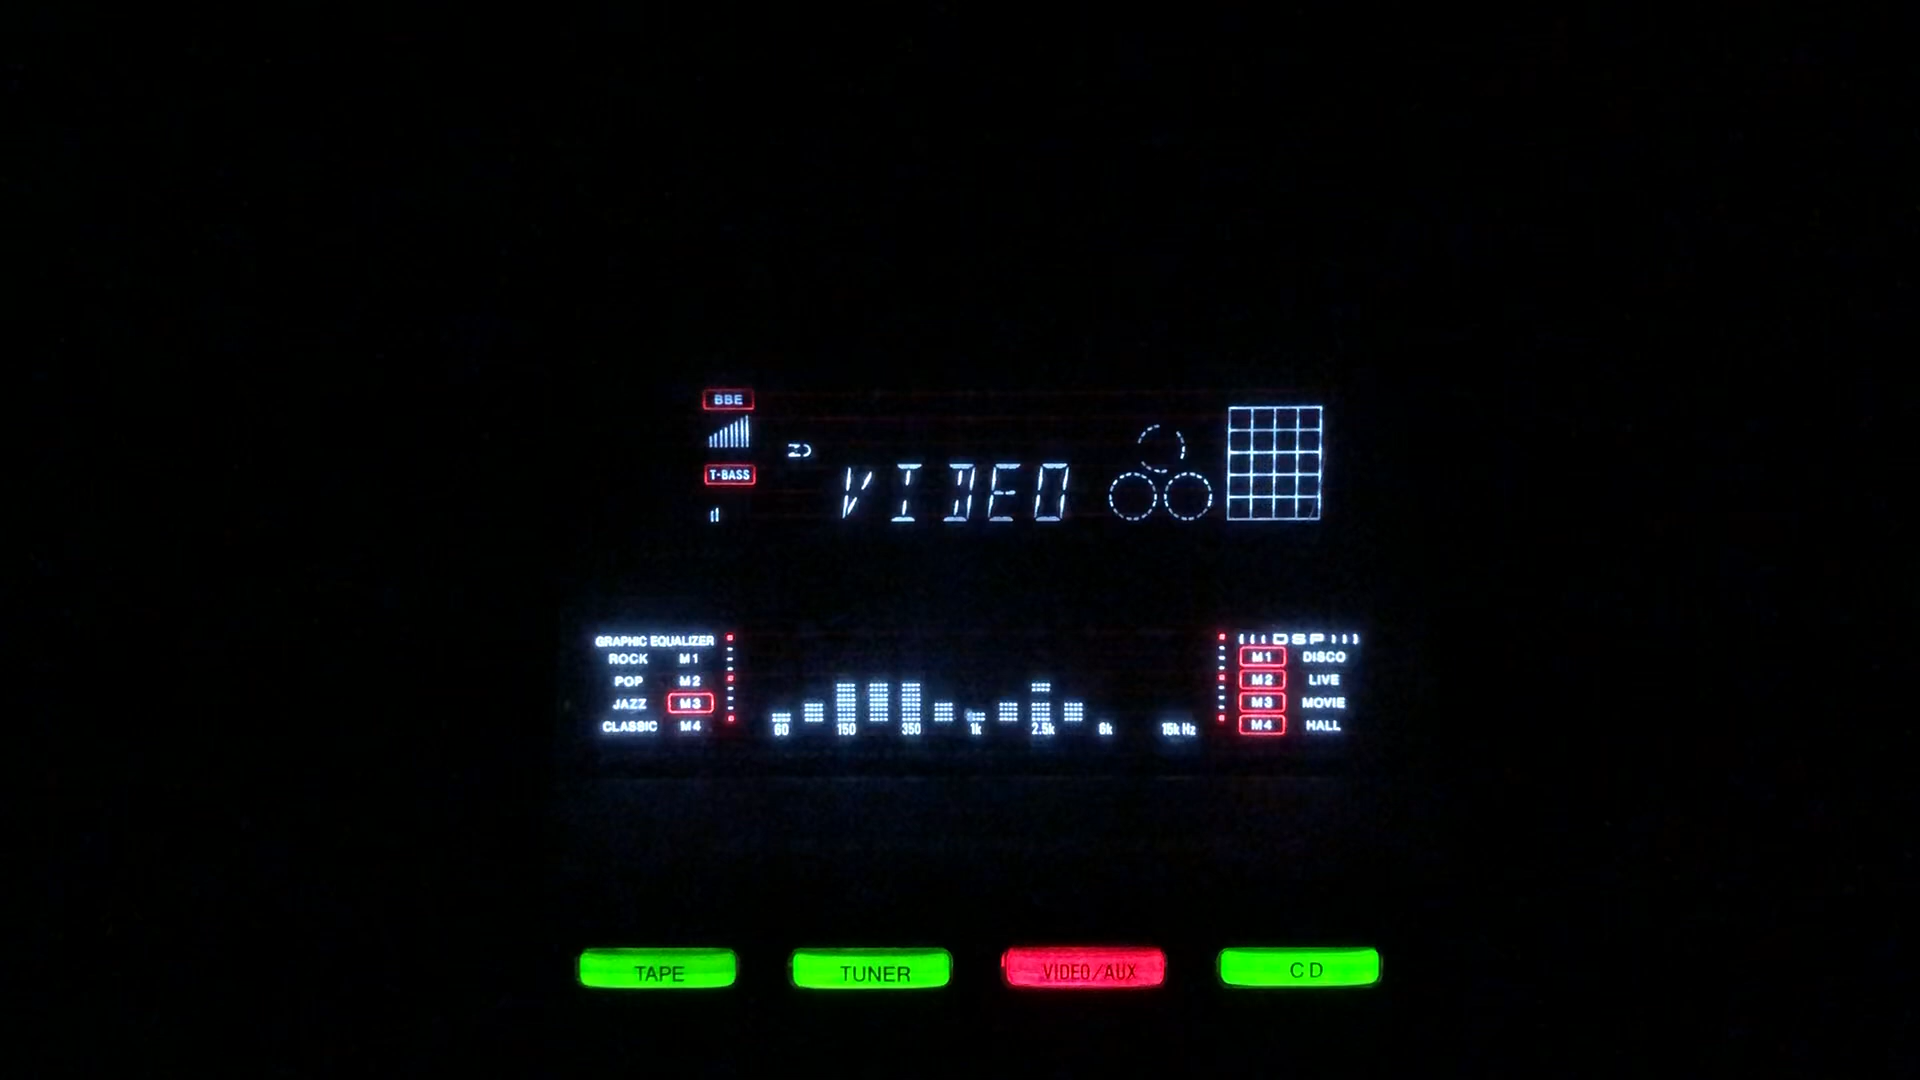 BBE
T-BASS
VIDEO
GRAPHIC EQUALIZER
ROCK M1
POP M2
JAZZ M3
CLASSIC M4
60 150 350 1k 2.5k 6k 15k Hz
DSP
M1 DISCO
M2 LIVE
M3 MOVIE
M4 HALL
TAPE TUNER VIDEO/AUX CD